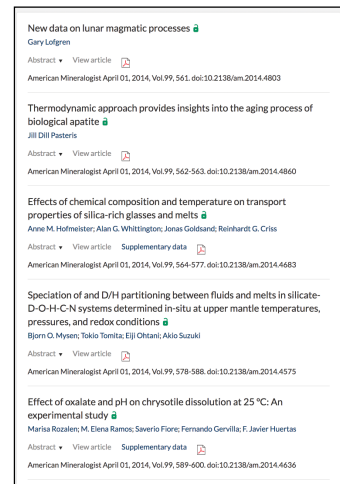 New data on lunar magmatic processes
Gary Lofgren
Abstract ▾ View article
American Mineralogist April 01, 2014, Vol.99, 561. doi:10.2138/am.2014.4803
Thermodynamic approach provides insights into the aging process of
biological apatite
Jill Dill Pasteris
Abstract ▾ View article
American Mineralogist April 01, 2014, Vol.99, 562-563. doi:10.2138/am.2014.4860
Effects of chemical composition and temperature on transport
properties of silica-rich glasses and melts
Anne M. Hofmeister; Alan G. Whittington; Jonas Goldsand; Reinhardt G. Criss
Abstract ▾ View article Supplementary data
American Mineralogist April 01, 2014, Vol.99, 564-577. doi:10.2138/am.2014.4683
Speciation of and D/H partitioning between fluids and melts in silicate-
D-O-H-C-N systems determined in-situ at upper mantle temperatures,
pressures, and redox conditions
Bjorn O. Mysen; Tokio Tomita; Eiji Ohtani; Akio Suzuki
Abstract ▾ View article
American Mineralogist April 01, 2014, Vol.99, 578-588. doi:10.2138/am.2014.4575
Effect of oxalate and pH on chrysotile dissolution at 25 °C: An
experimental study
Marisa Rozalen; M. Elena Ramos; Saverio Fiore; Fernando Gervilla; F. Javier Huertas
Abstract ▾ View article Supplementary data
American Mineralogist April 01, 2014, Vol.99, 589-600. doi:10.2138/am.2014.4636